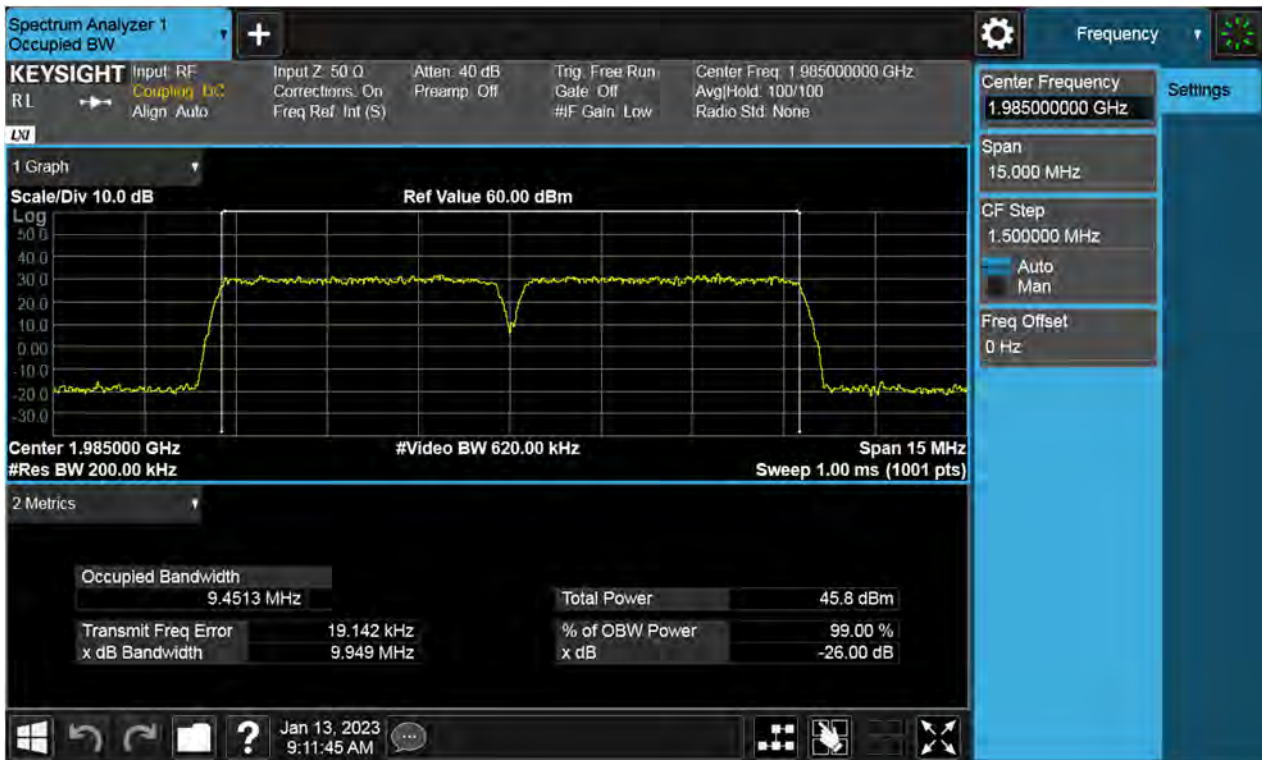 Spectrum Analyzer 1
Occupied BW
+
Frequency
KEYSIGHT
RL
LXI
Input: RF
Coupling: DC
Align: Auto
Input Z: 50 Ω
Corrections: On
Freq Ref: Int (S)
Atten: 40 dB
Preamp: Off
Trig: Free Run
Gate: Off
#IF Gain: Low
Center Freq: 1.985000000 GHz
Avg|Hold: 100/100
Radio Std: None
Center Frequency
1.985000000 GHz
Settings
Span
15.000 MHz
CF Step
1.500000 MHz
Auto
Man
Freq Offset
0 Hz
1 Graph
Scale/Div 10.0 dB
Ref Value 60.00 dBm
Log
50.0
40.0
30.0
20.0
10.0
0.00
-10.0
-20.0
-30.0
Center 1.985000 GHz
#Video BW 620.00 kHz
Span 15 MHz
#Res BW 200.00 kHz
Sweep 1.00 ms (1001 pts)
2 Metrics
Occupied Bandwidth
9.4513 MHz
Total Power 45.8 dBm
Transmit Freq Error 19.142 kHz
% of OBW Power 99.00 %
x dB Bandwidth 9.949 MHz
x dB -26.00 dB
?
Jan 13, 2023
9:11:45 AM